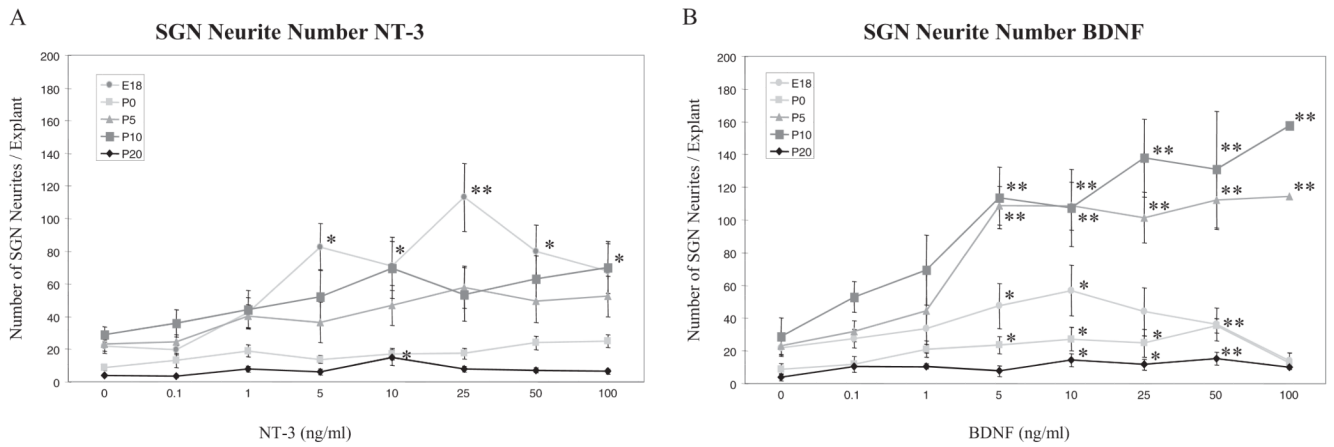 A
SGN Neurite Number NT-3
Number of SGN Neurites / Explant
200
180
160
140
120
100
80
60
40
20
0
E18
P0
P5
P10
P20
*
*
**
*
*
*
0 0.1 1 5 10 25 50 100
NT-3 (ng/ml)
B
SGN Neurite Number BDNF
Number of SGN Neurites / Explant
200
180
160
140
120
100
80
60
40
20
0
E18
P0
P5
P10
P20
** ** ** ** **
** ** ** ** **
* *
* * * **
* * **
0 0.1 1 5 10 25 50 100
BDNF (ng/ml)